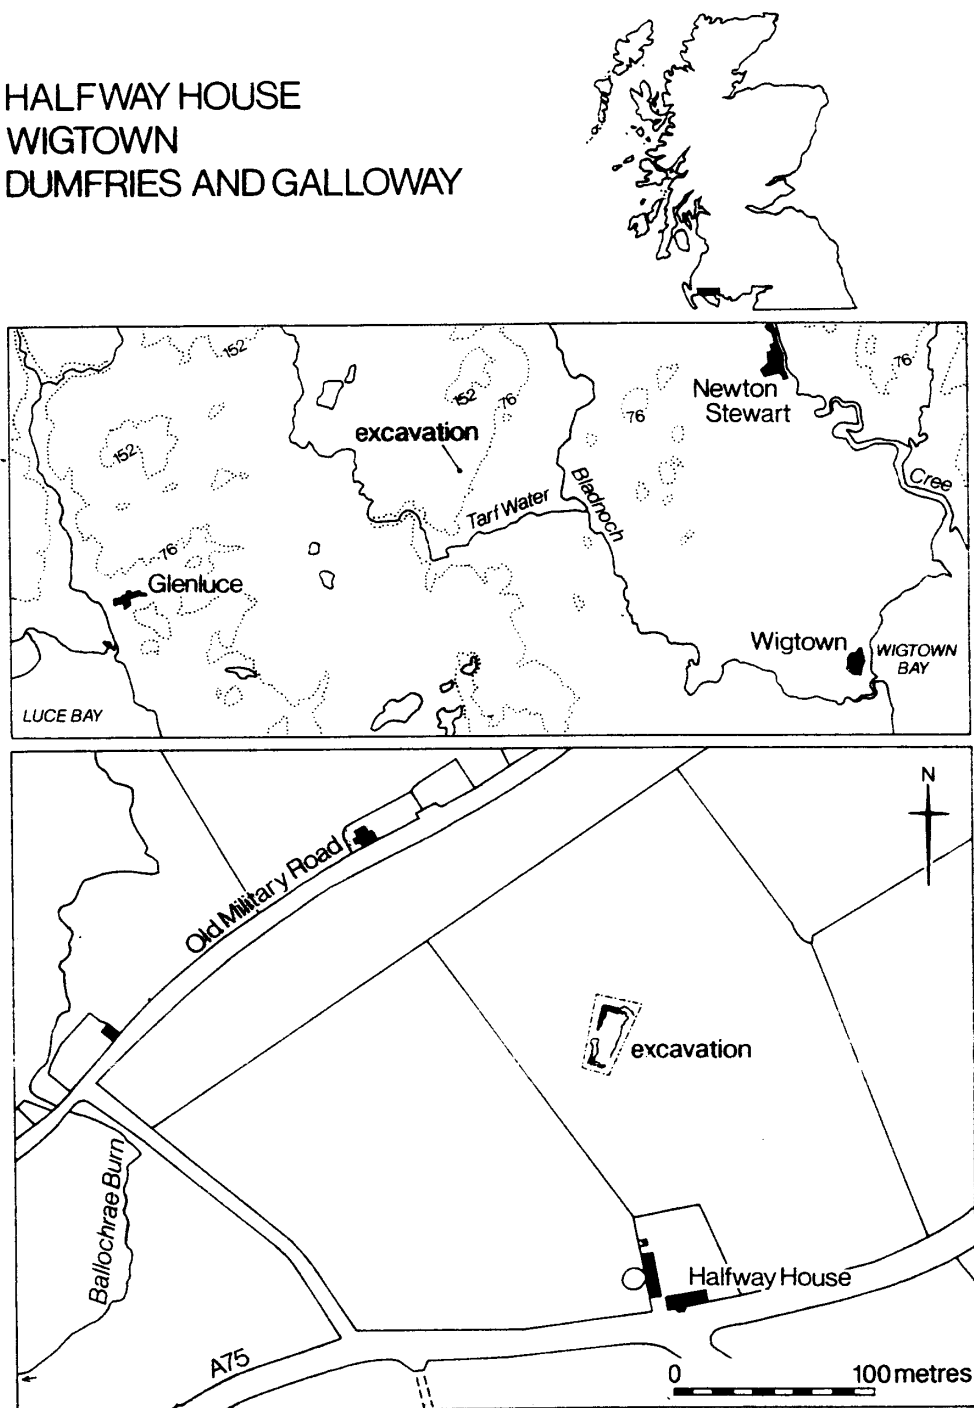 HALFWAY HOUSE
WIGTOWN
DUMFRIES AND GALLOWAY
152
152
76
76
76
152
Newton
Stewart
excavation
Tarf Water
Bladnoch
Cree
76
Glenluce
Wigtown
WIGTOWN
BAY
LUCE BAY
N
Old Military Road
excavation
Ballochrae Burn
Halfway House
A75
0 100 metres